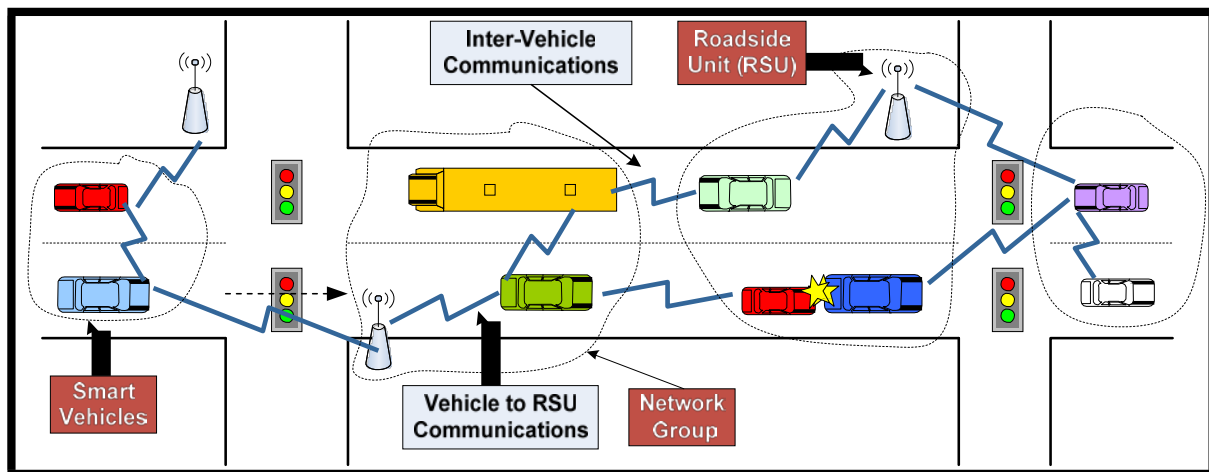 Inter-Vehicle
Communications
Roadside
Unit (RSU)
Smart
Vehicles
Vehicle to RSU
Communications
Network
Group